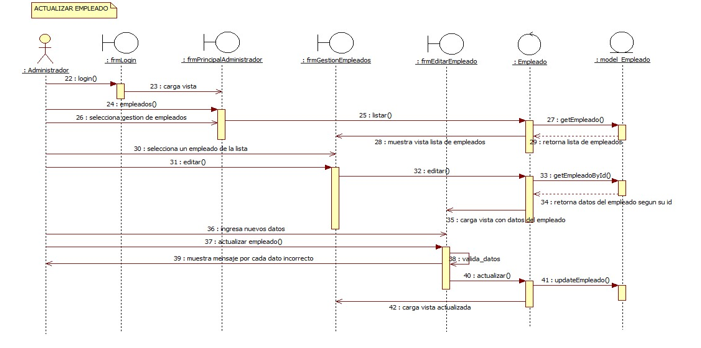 ACTUALIZAR EMPLEADO
: Administrador
: frmLogin
: frmPrincipalAdministrador
: frmGestionEmpleados
: frmEditarEmpleado
: Empleado
: model_Empleado
22 : login()
23 : carga vista
24 : empleados()
25 : listar()
26 : selecciona gestion de empleados
27 : getEmpleado()
28 : muestra vista lista de empleados
29 : retorna lista de empleados
30 : selecciona un empleado de la lista
31 : editar()
32 : editar()
33 : getEmpleadoById()
34 : retorna datos del empleado segun su id
35 : carga vista con datos del empleado
36 : ingresa nuevos datos
37 : actualizar empleado()
38 : valida_datos
39 : muestra mensaje por cada dato incorrecto
40 : actualizar()
41 : updateEmpleado()
42 : carga vista actualizada